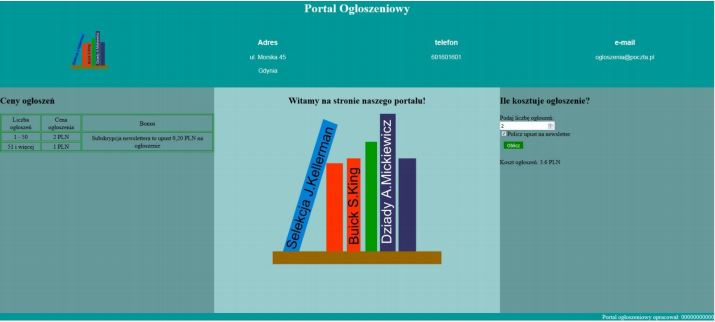 Portal Ogłoszeniowy
Adres
ul. Morska 45
Gdynia
telefon
601601601
e-mail
ogloszenia@poczta.pl
Ceny ogłoszeń
Liczba ogłoszeń
Cena ogłoszenia
Bonus
1 - 50
2 PLN
Subskrypcja newslettera to upust 0,20 PLN na ogłoszenie
51 i więcej
1 PLN
Witamy na stronie naszego portalu!
Selekcja J.Kellerman
Buick S.King
Dziady A.Mickiewicz
Ile kosztuje ogłoszenie?
Podaj liczbę ogłoszeń:
2
Policz upust na newsletter
Oblicz
Koszt ogłoszeń: 3.6 PLN
Portal ogłoszeniowy opracował: 00000000000